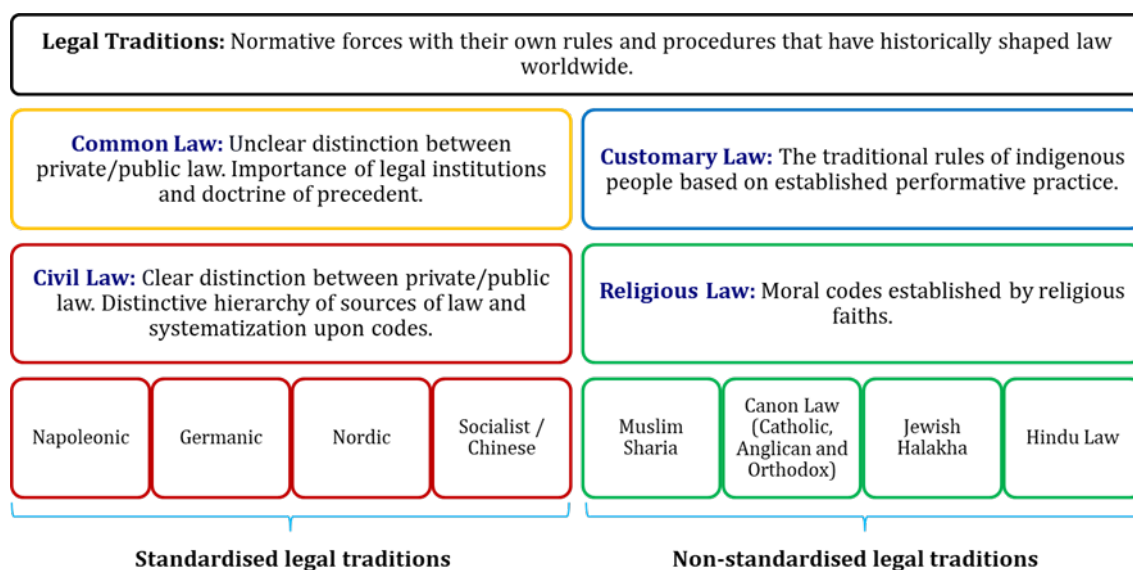 Legal Traditions: Normative forces with their own rules and procedures that have historically shaped law
worldwide.
Common Law: Unclear distinction between
private/public law. Importance of legal institutions
and doctrine of precedent.
Customary Law: The traditional rules of indigenous
people based on established performative practice.
Civil Law: Clear distinction between private/public
law. Distinctive hierarchy of sources of law and
systematization upon codes.
Religious Law: Moral codes established by religious
faiths.
Napoleonic
Germanic
Nordic
Socialist /
Chinese
Muslim
Sharia
Canon Law
(Catholic,
Anglican and
Orthodox)
Jewish
Halakha
Hindu Law
Standardised legal traditions
Non-standardised legal traditions